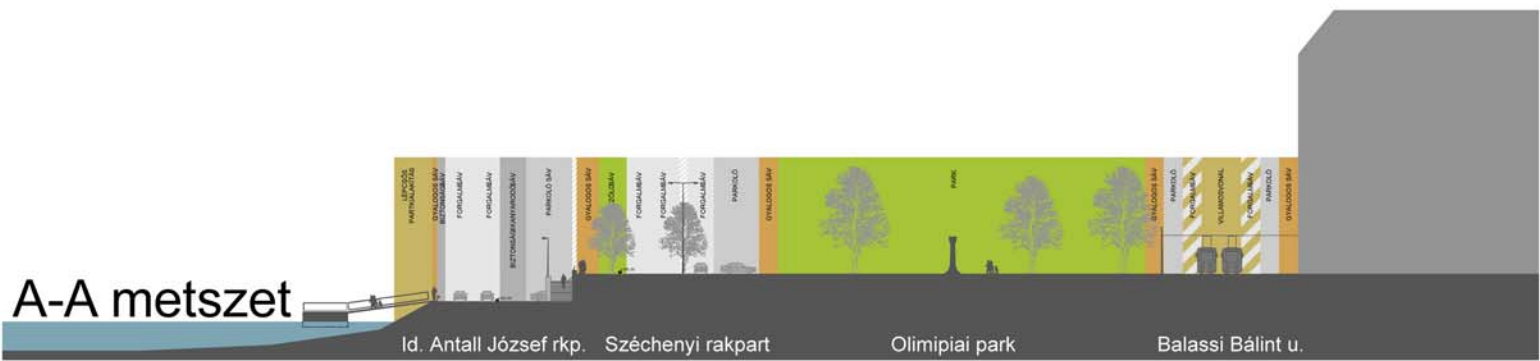 LÉPCSŐS
PARTKIALAKÍTÁS
GYALOGOS SÁV
BIZTONSÁGI SÁV
FORGALMI SÁV
FORGALMI SÁV
BIZTONSÁGI/KANYARODÓSÁV
PARKOLÓ SÁV
GYALOGOS SÁV
FORGALMI SÁV
FORGALMI SÁV
FORGALMI SÁV
PARKOLÓ
GYALOGOS SÁV
PARK
GYALOGOS SÁV
PARKOLÓ
FORGALMI SÁV
VILLAMOSVONAL
FORGALMI SÁV
PARKOLÓ
GYALOGOS SÁV
A-A metszet
Id. Antall József rkp.
Széchenyi rakpart
Olimipiai park
Balassi Bálint u.